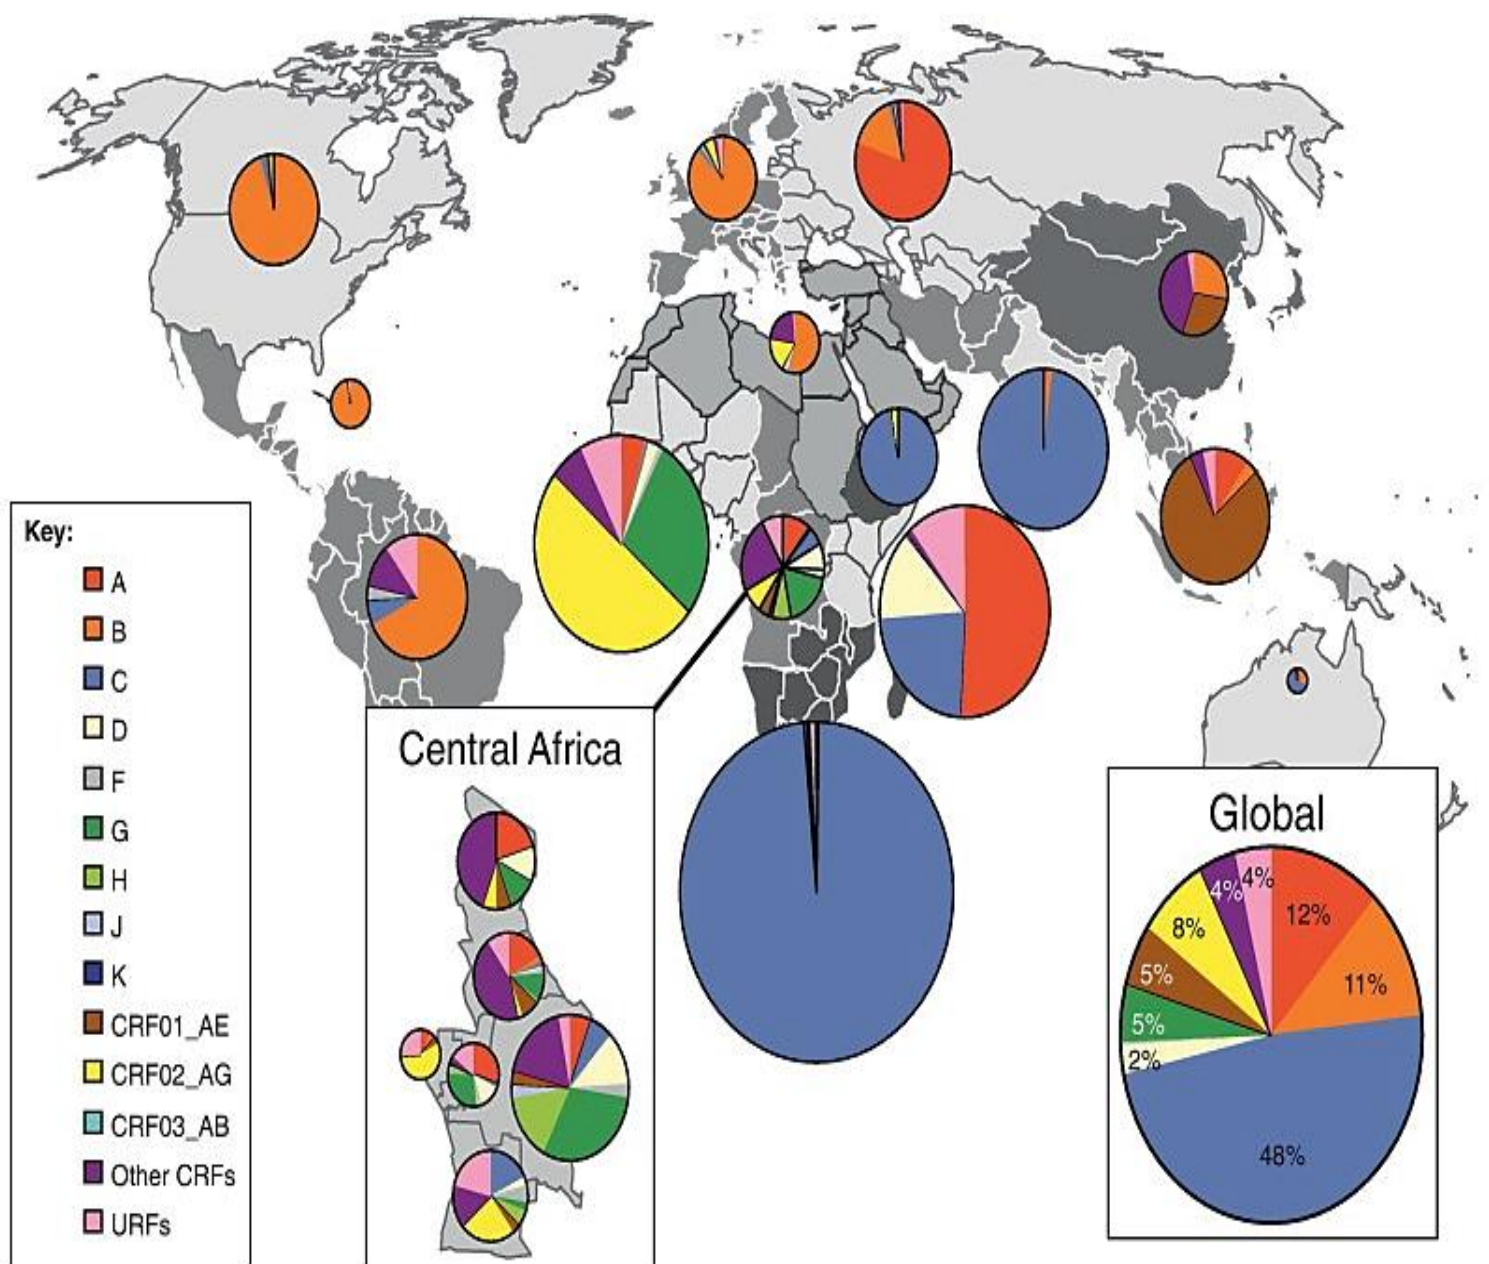 Key:
A
B
C
D
F
G
H
J
K
CRF01_AE
CRF02_AG
CRF03_AB
Other CRFs
URFs
Central Africa
Global
4%
4%
12%
8%
11%
5%
5%
2%
48%